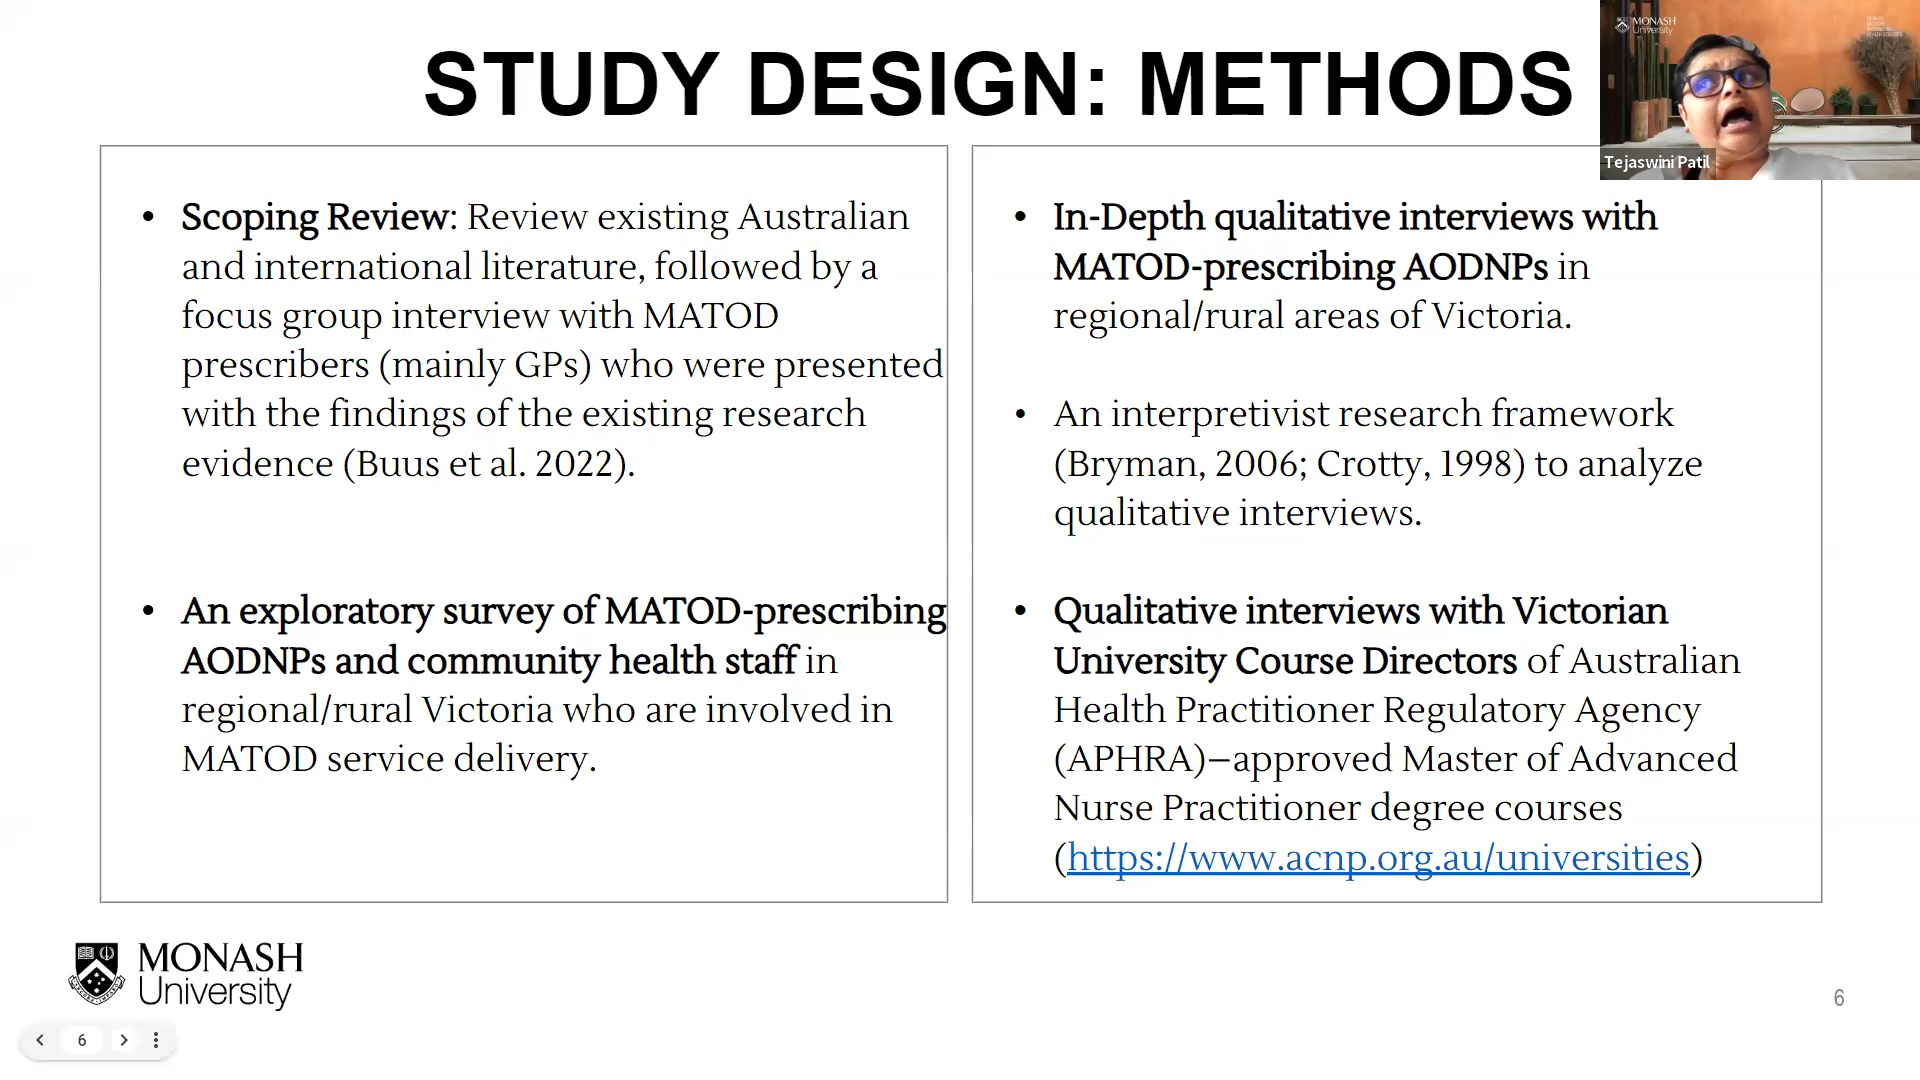 STUDY DESIGN: METHODS
MONASH
University
Tejaswini Patil
• Scoping Review: Review existing Australian
and international literature, followed by a
focus group interview with MATOD
prescribers (mainly GPs) who were presented
with the findings of the existing research
evidence (Buus et al. 2022).
• An exploratory survey of MATOD-prescribing
AODNPs and community health staff in
regional/rural Victoria who are involved in
MATOD service delivery.
• In-Depth qualitative interviews with
MATOD-prescribing AODNPs in
regional/rural areas of Victoria.
• An interpretivist research framework
(Bryman, 2006; Crotty, 1998) to analyze
qualitative interviews.
• Qualitative interviews with Victorian
University Course Directors of Australian
Health Practitioner Regulatory Agency
(APHRA)–approved Master of Advanced
Nurse Practitioner degree courses
(https://www.acnp.org.au/universities)
MONASH
University
6
6